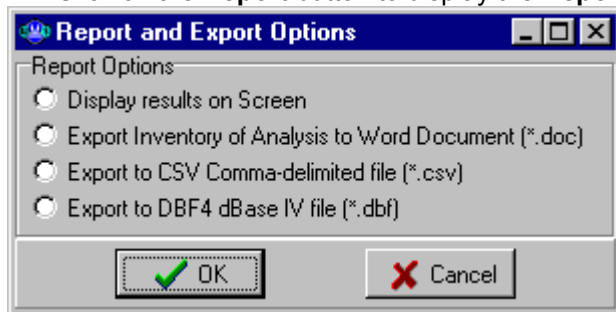 Report and Export Options
Report Options
Display results on Screen
Export Inventory of Analysis to Word Document (*.doc)
Export to CSV Comma-delimited file (*.csv)
Export to DBF4 dBase IV file (*.dbf)
OK
Cancel